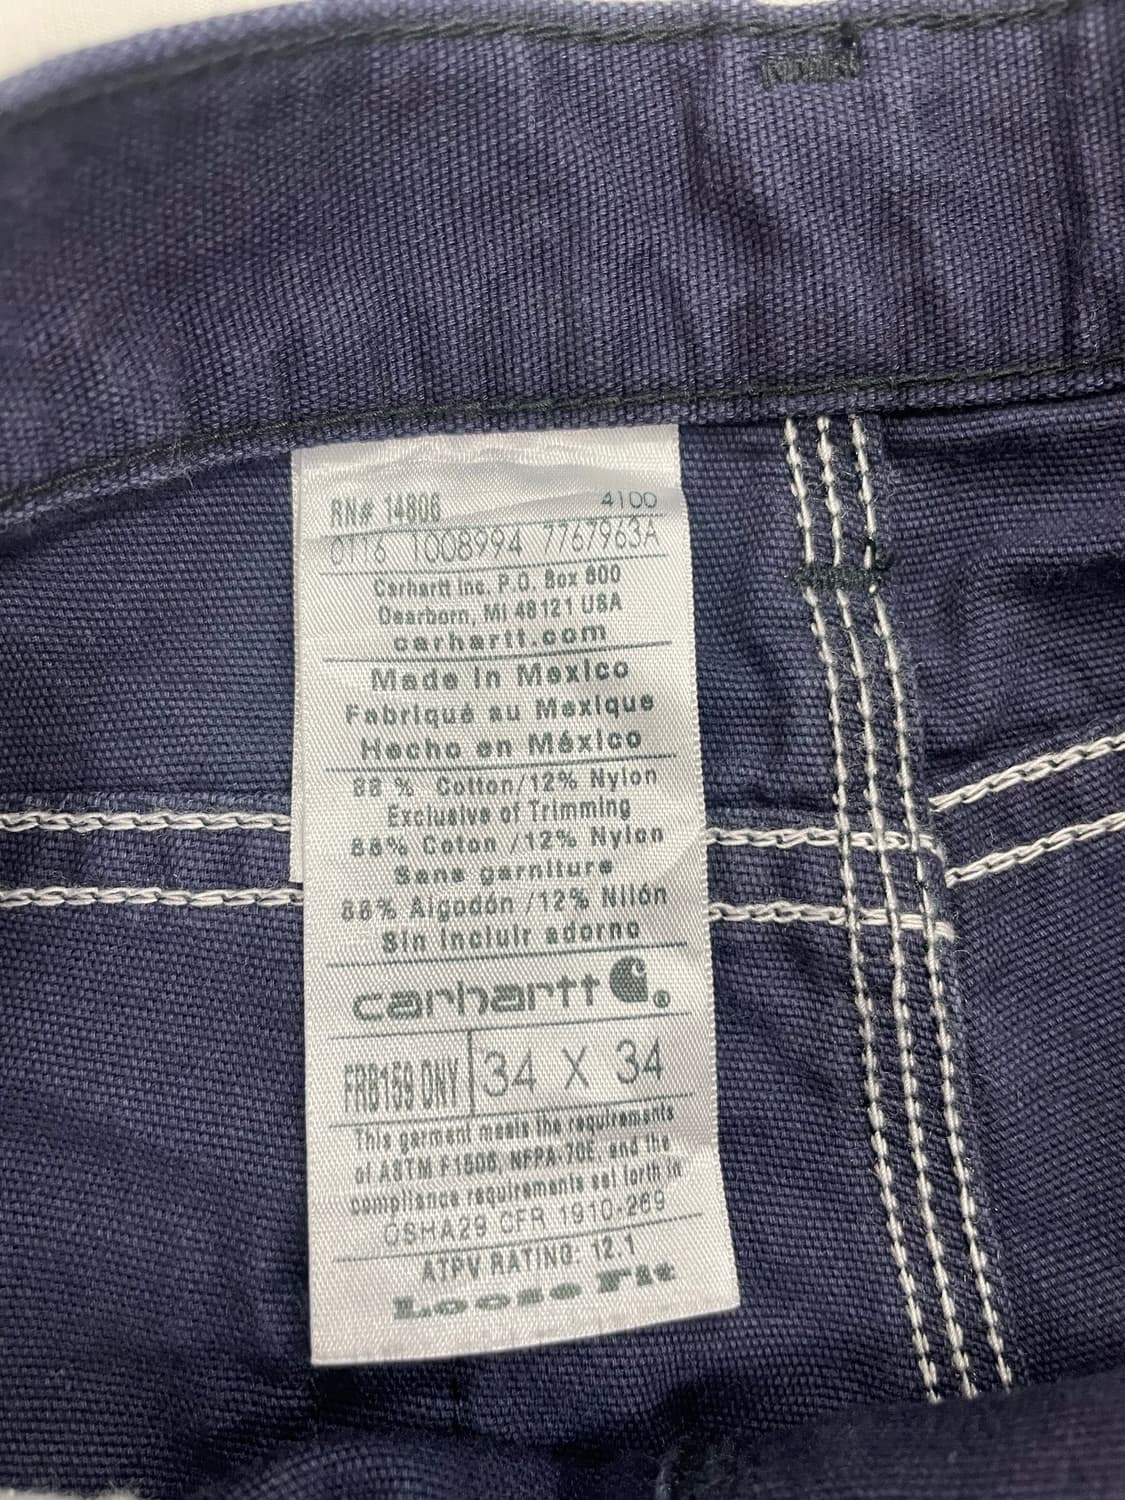 RN# 14806 4100
0116 1008994 7767963A
Carhartt Inc. P.O. Box 600
Dearborn, MI 48121 USA
carhartt.com
Made in Mexico
Fabriqué au Mexique
Hecho en México
88 % Cotton/12% Nylon
Exclusive of Trimming
88% Coton /12% Nylon
Sans garniture
88% Algodón /12% Nilón
Sin incluir adorno
carhartt ®
FRB159 DNY 34 X 34
This garment meets the requirements
of ASTM F1506, NFPA-70E, and the
compliance requirements set forth in
OSHA29 CFR 1910-269
ATPV RATING: 12.1
Loose Fit